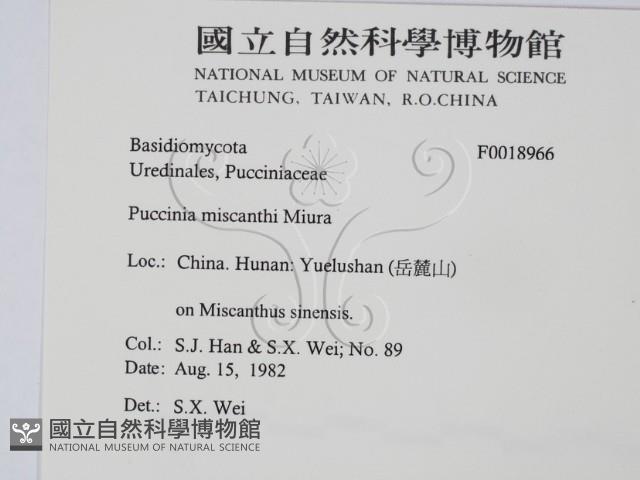 國立自然科學博物館
NATIONAL MUSEUM OF NATURAL SCIENCE
TAICHUNG, TAIWAN, R.O.CHINA
Basidiomycota F0018966
Uredinales, Pucciniaceae
Puccinia miscanthi Miura
Loc.: China. Hunan: Yuelushan (岳麓山)
on Miscanthus sinensis.
Col.: S.J. Han & S.X. Wei; No. 89
Date: Aug. 15, 1982
Det.: S.X. Wei
國立自然科學博物館
NATIONAL MUSEUM OF NATURAL SCIENCE